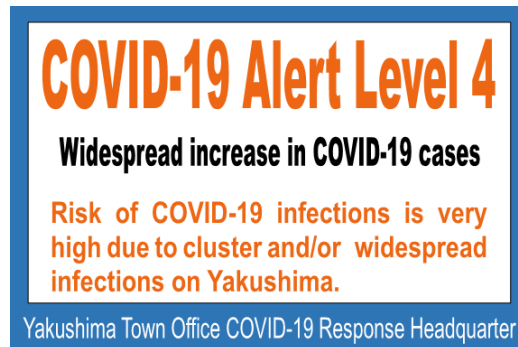 COVID-19 Alert Level 4
Widespread increase in COVID-19 cases
Risk of COVID-19 infections is very
high due to cluster and/or widespread
infections on Yakushima.
Yakushima Town Office COVID-19 Response Headquarter